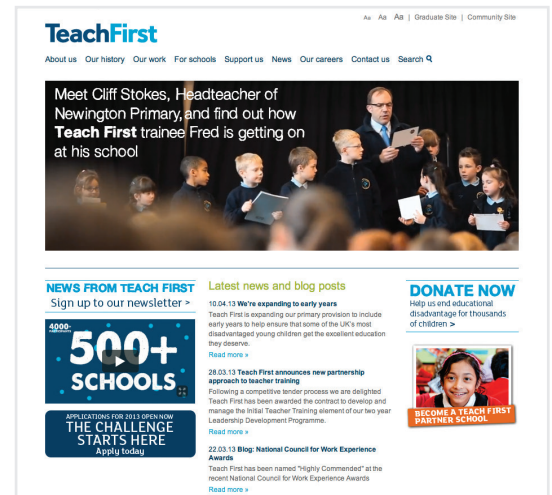 Aa Aa Aa | Graduate Site | Community Site
TeachFirst
About us Our history Our work For schools Support us News Our careers Contact us Search
Meet Cliff Stokes, Headteacher of
Newington Primary, and find out how
Teach First trainee Fred is getting on
at his school
NEWS FROM TEACH FIRST
Sign up to our newsletter >
4000+
500+
SCHOOLS
APPLICATIONS FOR 2013 OPEN NOW
THE CHALLENGE
STARTS HERE
Apply today
Latest news and blog posts
10.04.13 We're expanding to early years
Teach First is expanding our primary provision to include
early years to help ensure that some of the UK's most
disadvantaged young children get the excellent education
they deserve.
Read more »
28.03.13 Teach First announces new partnership
approach to teacher training
Following a competitive tender process we are delighted
Teach First has been awarded the contract to develop and
manage the Initial Teacher Training element of our two year
Leadership Development Programme.
Read more »
22.03.13 Blog: National Council for Work Experience
Awards
Teach First has been named "Highly Commended" at the
recent National Council for Work Experience Awards
Read more »
DONATE NOW
Help us end educational
disadvantage for thousands
of children >
BECOME A TEACH FIRST
PARTNER SCHOOL